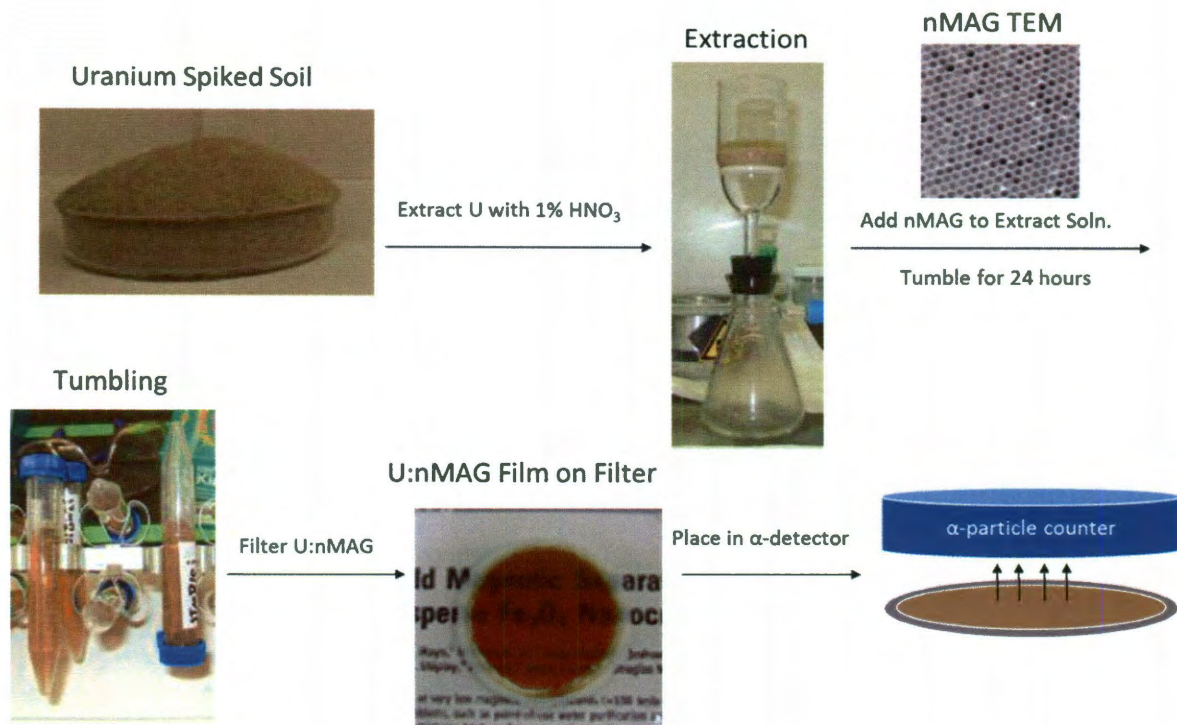 nMAG TEM
Extraction
Uranium Spiked Soil
Extract U with 1% HNO₃
Add nMAG to Extract Soln.
Tumble for 24 hours
Tumbling
U:nMAG Film on Filter
Filter U:nMAG
Place in α-detector
α-particle counter